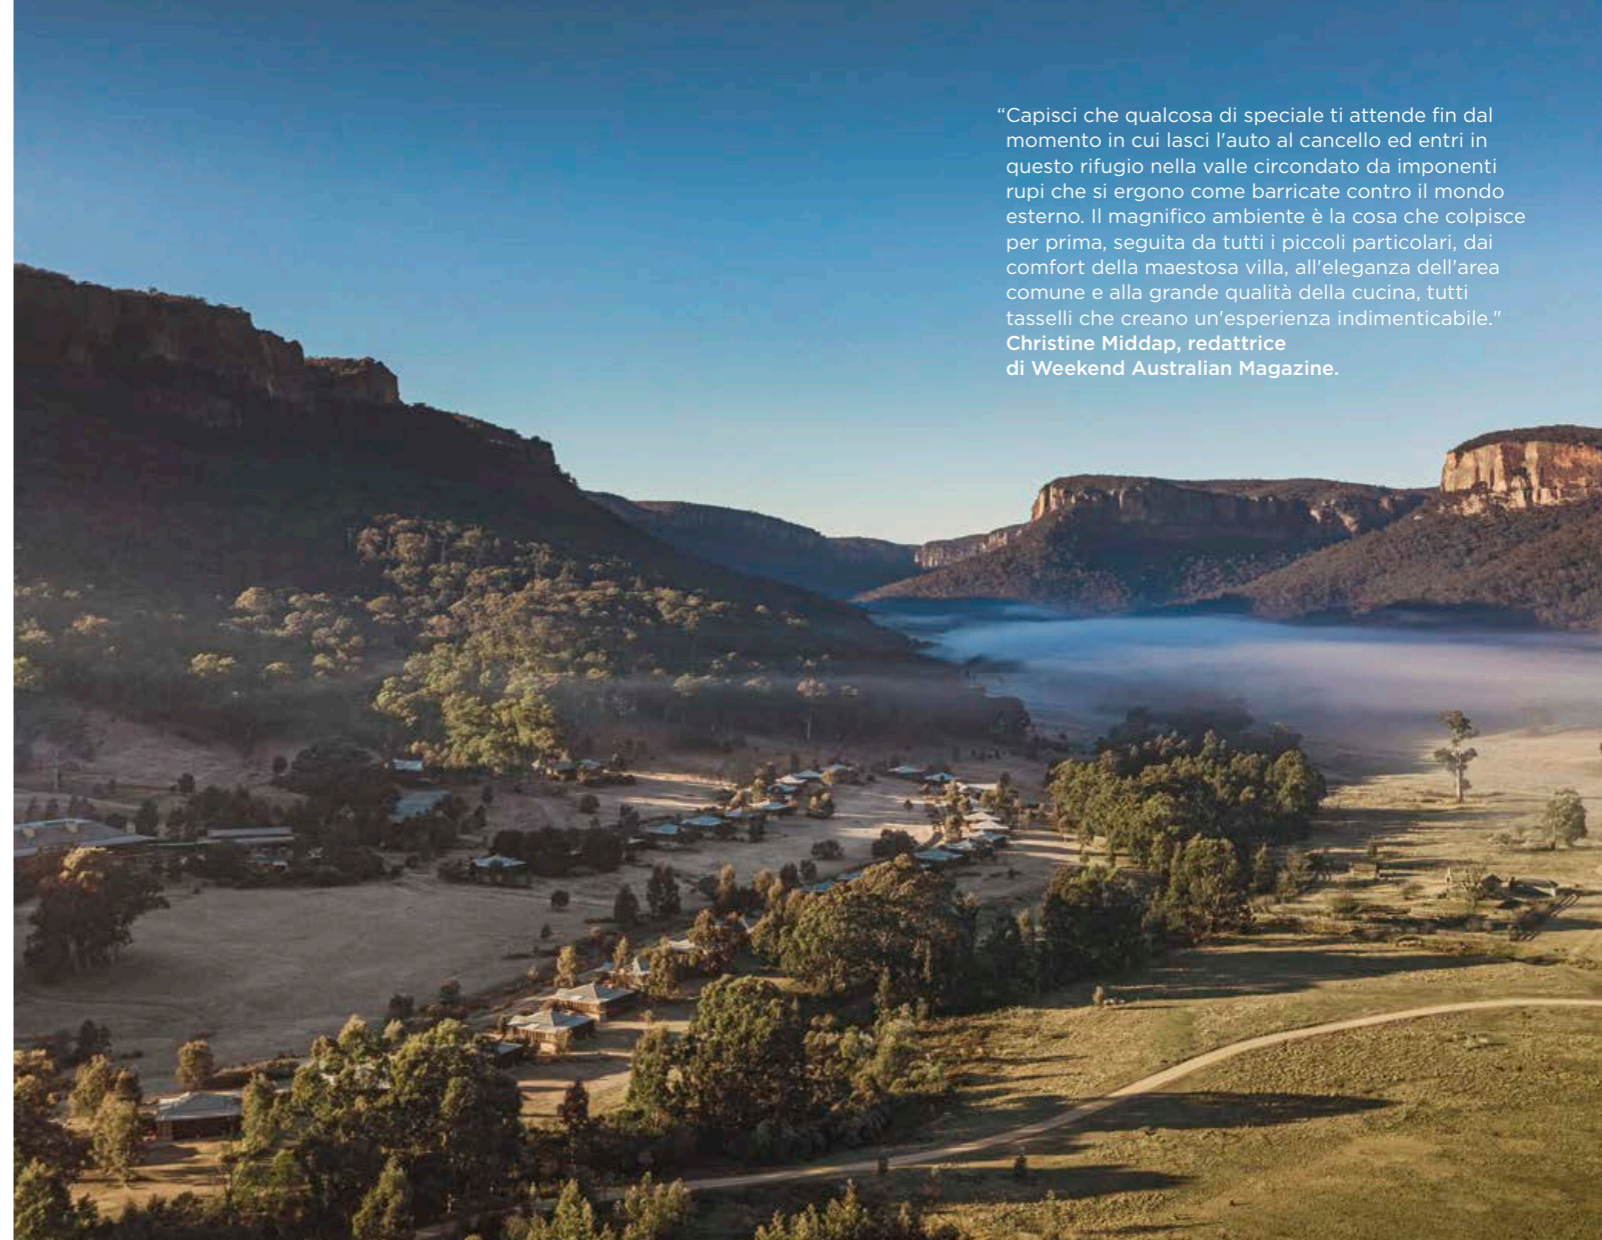 “Capisci che qualcosa di speciale ti attende fin dal
momento in cui lasci l'auto al cancello ed entri in
questo rifugio nella valle circondato da imponenti
rupi che si ergono come barricate contro il mondo
esterno. Il magnifico ambiente è la cosa che colpisce
per prima, seguita da tutti i piccoli particolari, dai
comfort della maestosa villa, all'eleganza dell'area
comune e alla grande qualità della cucina, tutti
tasselli che creano un'esperienza indimenticabile."
Christine Middap, redattrice
di Weekend Australian Magazine.